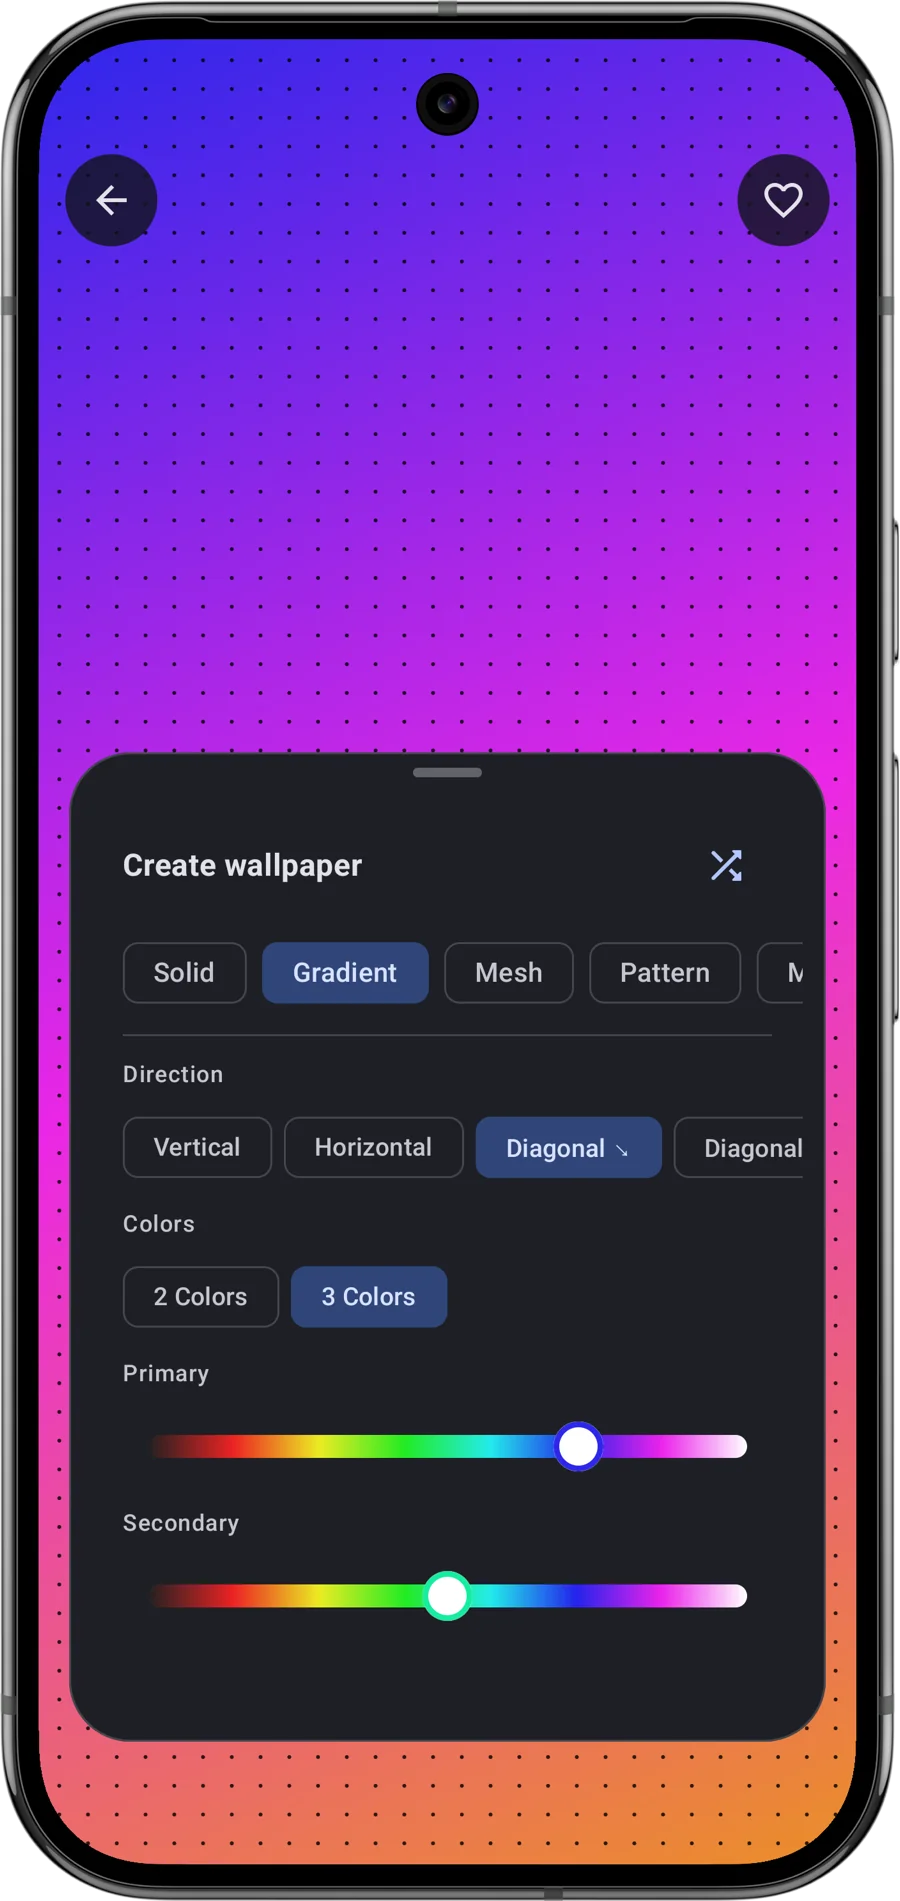 Create wallpaper
Solid Gradient Mesh Pattern M
Direction
Vertical Horizontal Diagonal ↘ Diagonal
Colors
2 Colors 3 Colors
Primary
Secondary